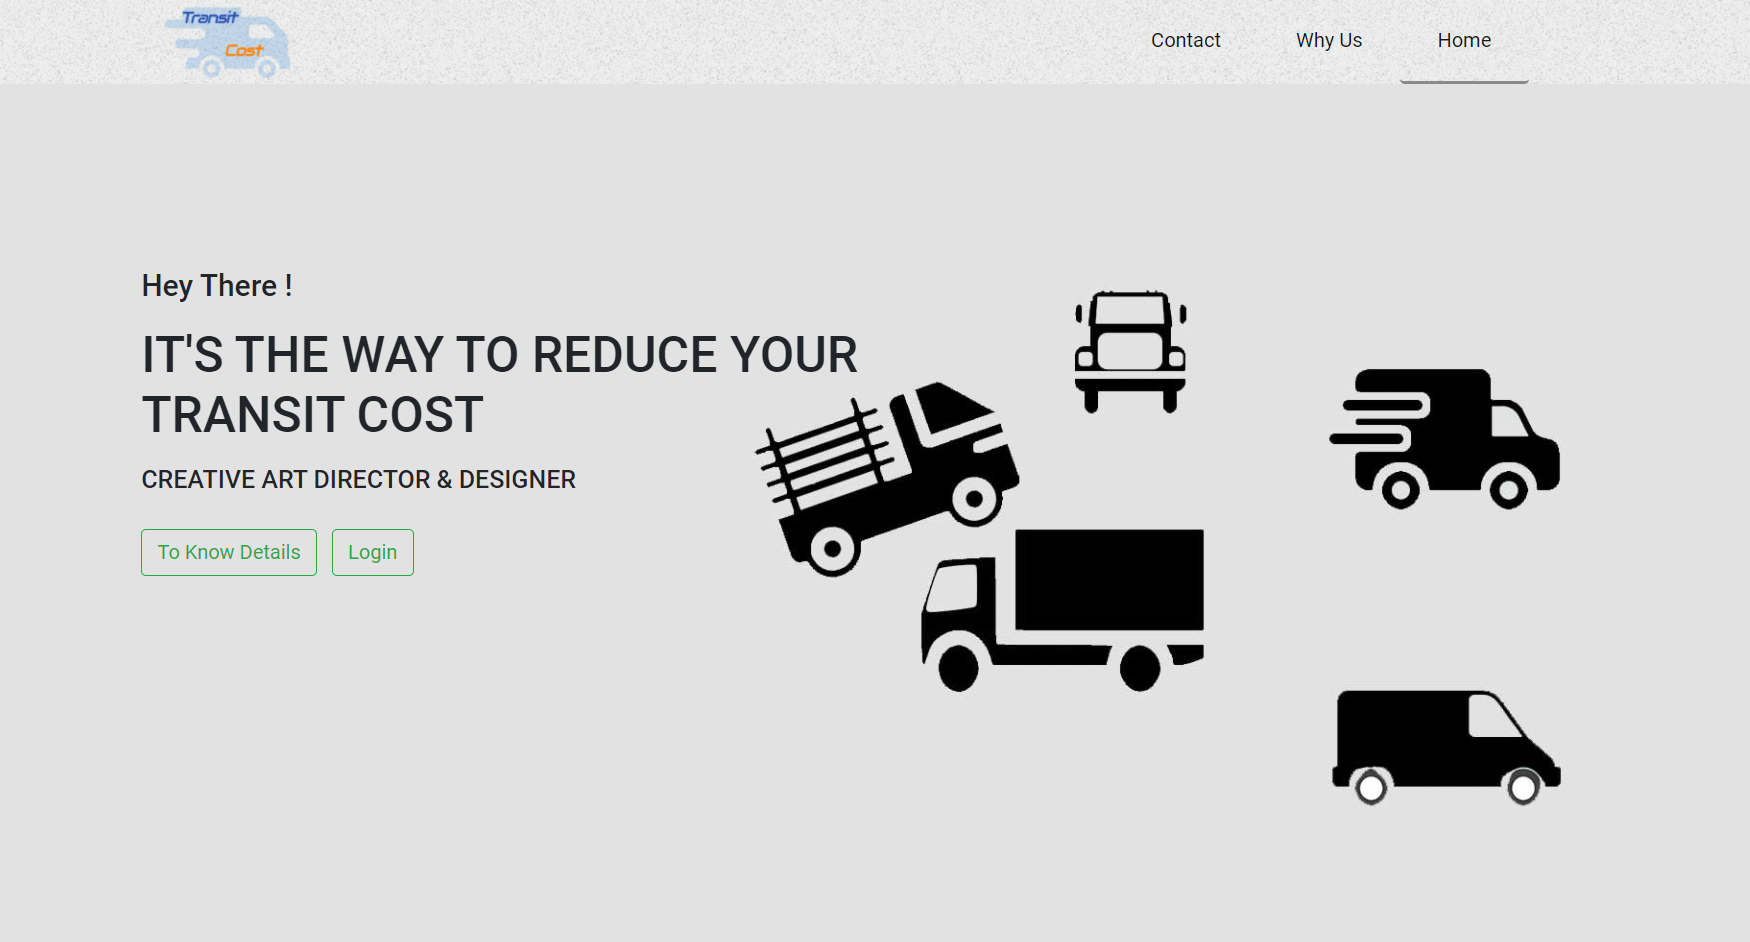 Transit
Cost
Contact
Why Us
Home
Hey There !
IT'S THE WAY TO REDUCE YOUR
TRANSIT COST
CREATIVE ART DIRECTOR & DESIGNER
To Know Details
Login